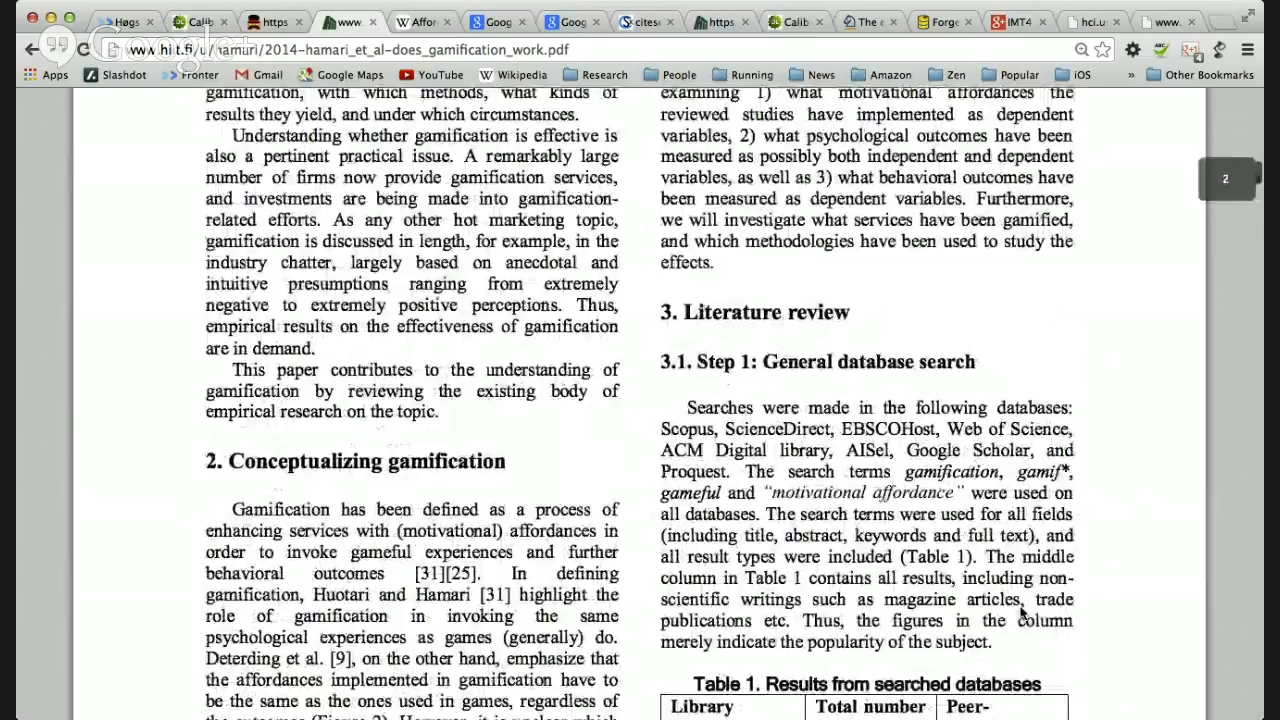 Høgs
Calib
https
www.
Affor
Goog
Goog
cites
https
Calib
The
Forge
IMT4
hci.u
www.
Google+
www.hiit.fi/u/hamari/2014-hamari_et_al-does_gamification_work.pdf
Apps
Slashdot
Fronter
Gmail
Google Maps
YouTube
Wikipedia
Research
People
Running
News
Amazon
Zen
Popular
iOS
»
Other Bookmarks
gamification, with which methods, what kinds of
results they yield, and under which circumstances.
Understanding whether gamification is effective is
also a pertinent practical issue. A remarkably large
number of firms now provide gamification services,
and investments are being made into gamification-
related efforts. As any other hot marketing topic,
gamification is discussed in length, for example, in the
industry chatter, largely based on anecdotal and
intuitive presumptions ranging from extremely
negative to extremely positive perceptions. Thus,
empirical results on the effectiveness of gamification
are in demand.
This paper contributes to the understanding of
gamification by reviewing the existing body of
empirical research on the topic.
2. Conceptualizing gamification
Gamification has been defined as a process of
enhancing services with (motivational) affordances in
order to invoke gameful experiences and further
behavioral outcomes [31][25]. In defining
gamification, Huotari and Hamari [31] highlight the
role of gamification in invoking the same
psychological experiences as games (generally) do.
Deterding et al. [9], on the other hand, emphasize that
the affordances implemented in gamification have to
be the same as the ones used in games, regardless of
examining 1) what motivational affordances the
reviewed studies have implemented as dependent
variables, 2) what psychological outcomes have been
measured as possibly both independent and dependent
variables, as well as 3) what behavioral outcomes have
been measured as dependent variables. Furthermore,
we will investigate what services have been gamified,
and which methodologies have been used to study the
effects.
3. Literature review
3.1. Step 1: General database search
Searches were made in the following databases:
Scopus, ScienceDirect, EBSCOHost, Web of Science,
ACM Digital library, AISel, Google Scholar, and
Proquest. The search terms gamification, gamif*,
gameful and "motivational affordance" were used on
all databases. The search terms were used for all fields
(including title, abstract, keywords and full text), and
all result types were included (Table 1). The middle
column in Table 1 contains all results, including non-
scientific writings such as magazine articles, trade
publications etc. Thus, the figures in the column
merely indicate the popularity of the subject.
Table 1. Results from searched databases
Library
Total number
Peer-
2